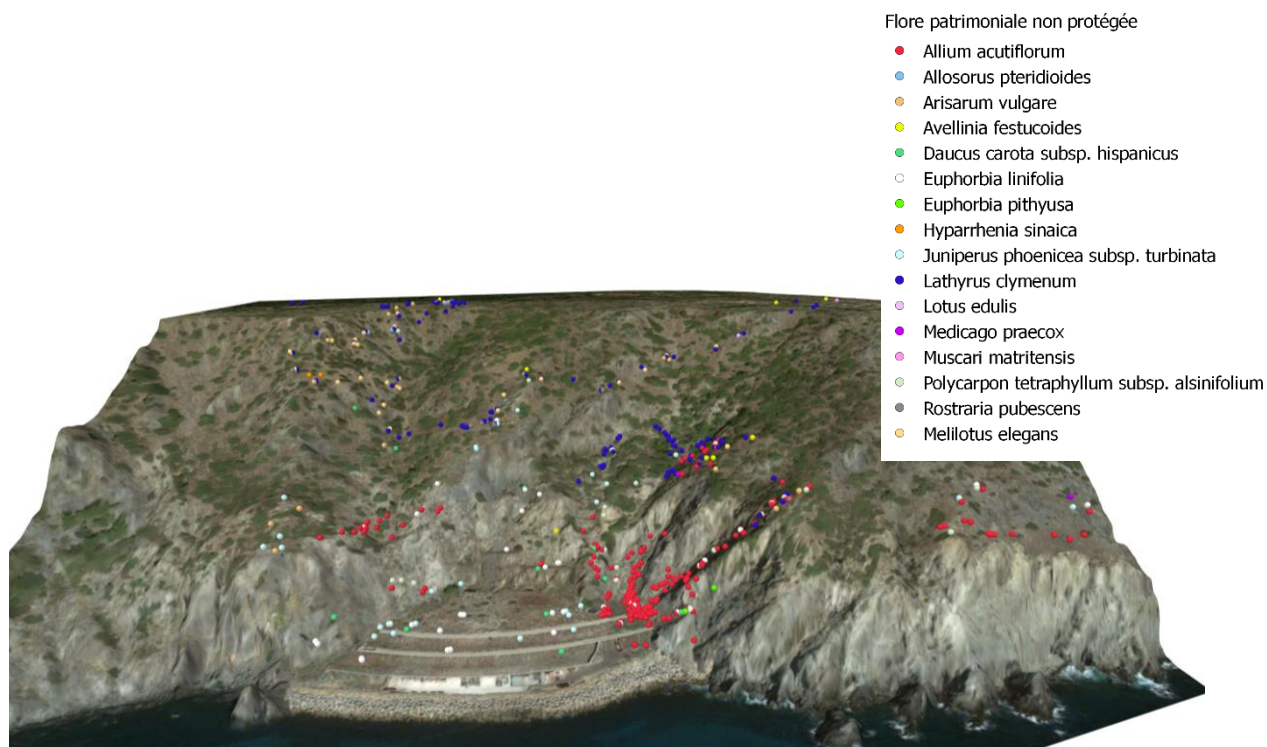 Flore patrimoniale non protégée
Allium acutiflorum
Allosorus pteridioides
Arisarum vulgare
Avellinia festucoides
Daucus carota subsp. hispanicus
Euphorbia linifolia
Euphorbia pithyusa
Hyparrhenia sinaica
Juniperus phoenicea subsp. turbinata
Lathyrus clymenum
Lotus edulis
Medicago praecox
Muscari matritensis
Polycarpon tetraphyllum subsp. alsinifolium
Rostraria pubescens
Melilotus elegans